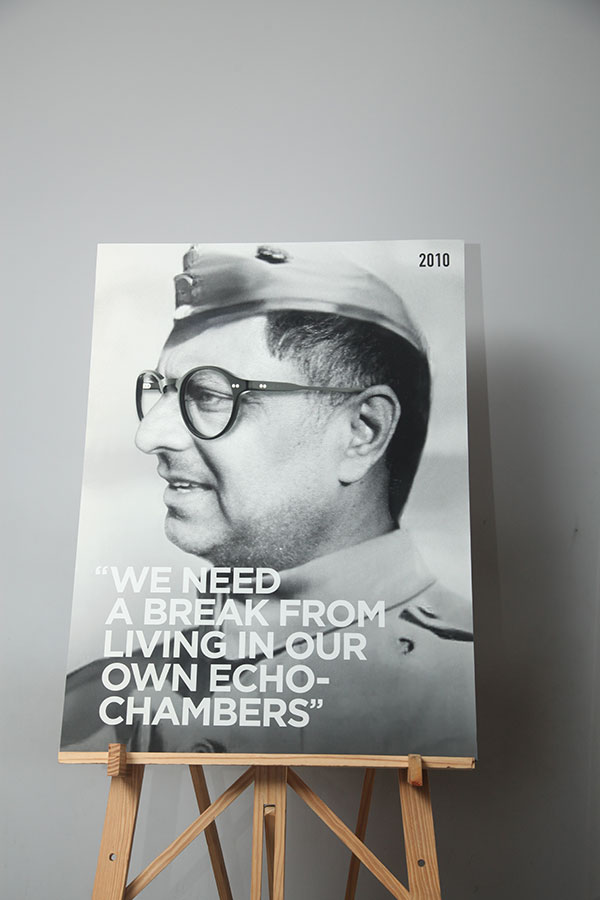 2010
“WE NEED
A BREAK FROM
LIVING IN OUR
OWN ECHO-
CHAMBERS”